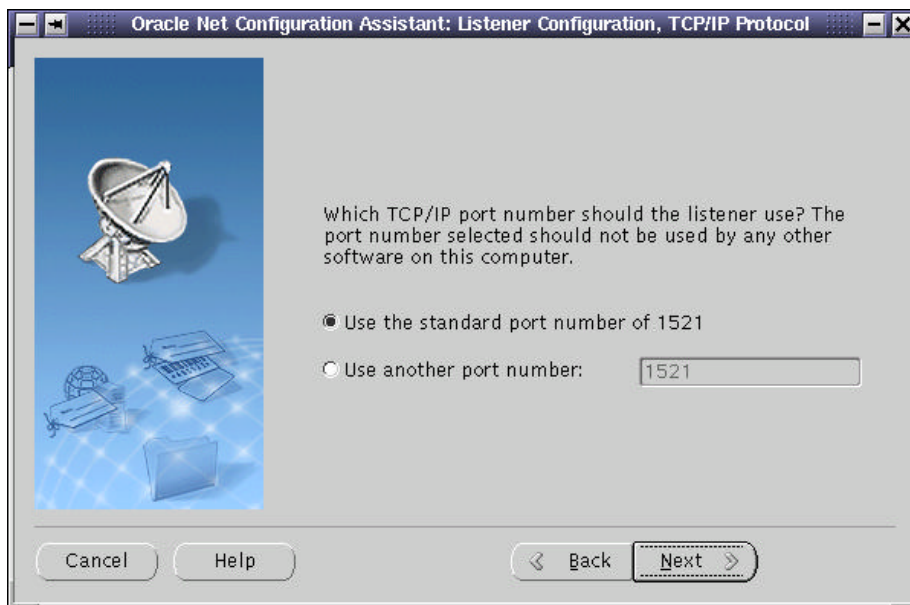 Oracle Net Configuration Assistant: Listener Configuration, TCP/IP Protocol
Which TCP/IP port number should the listener use? The
port number selected should not be used by any other
software on this computer.
Use the standard port number of 1521
Use another port number: 1521
Cancel Help Back Next